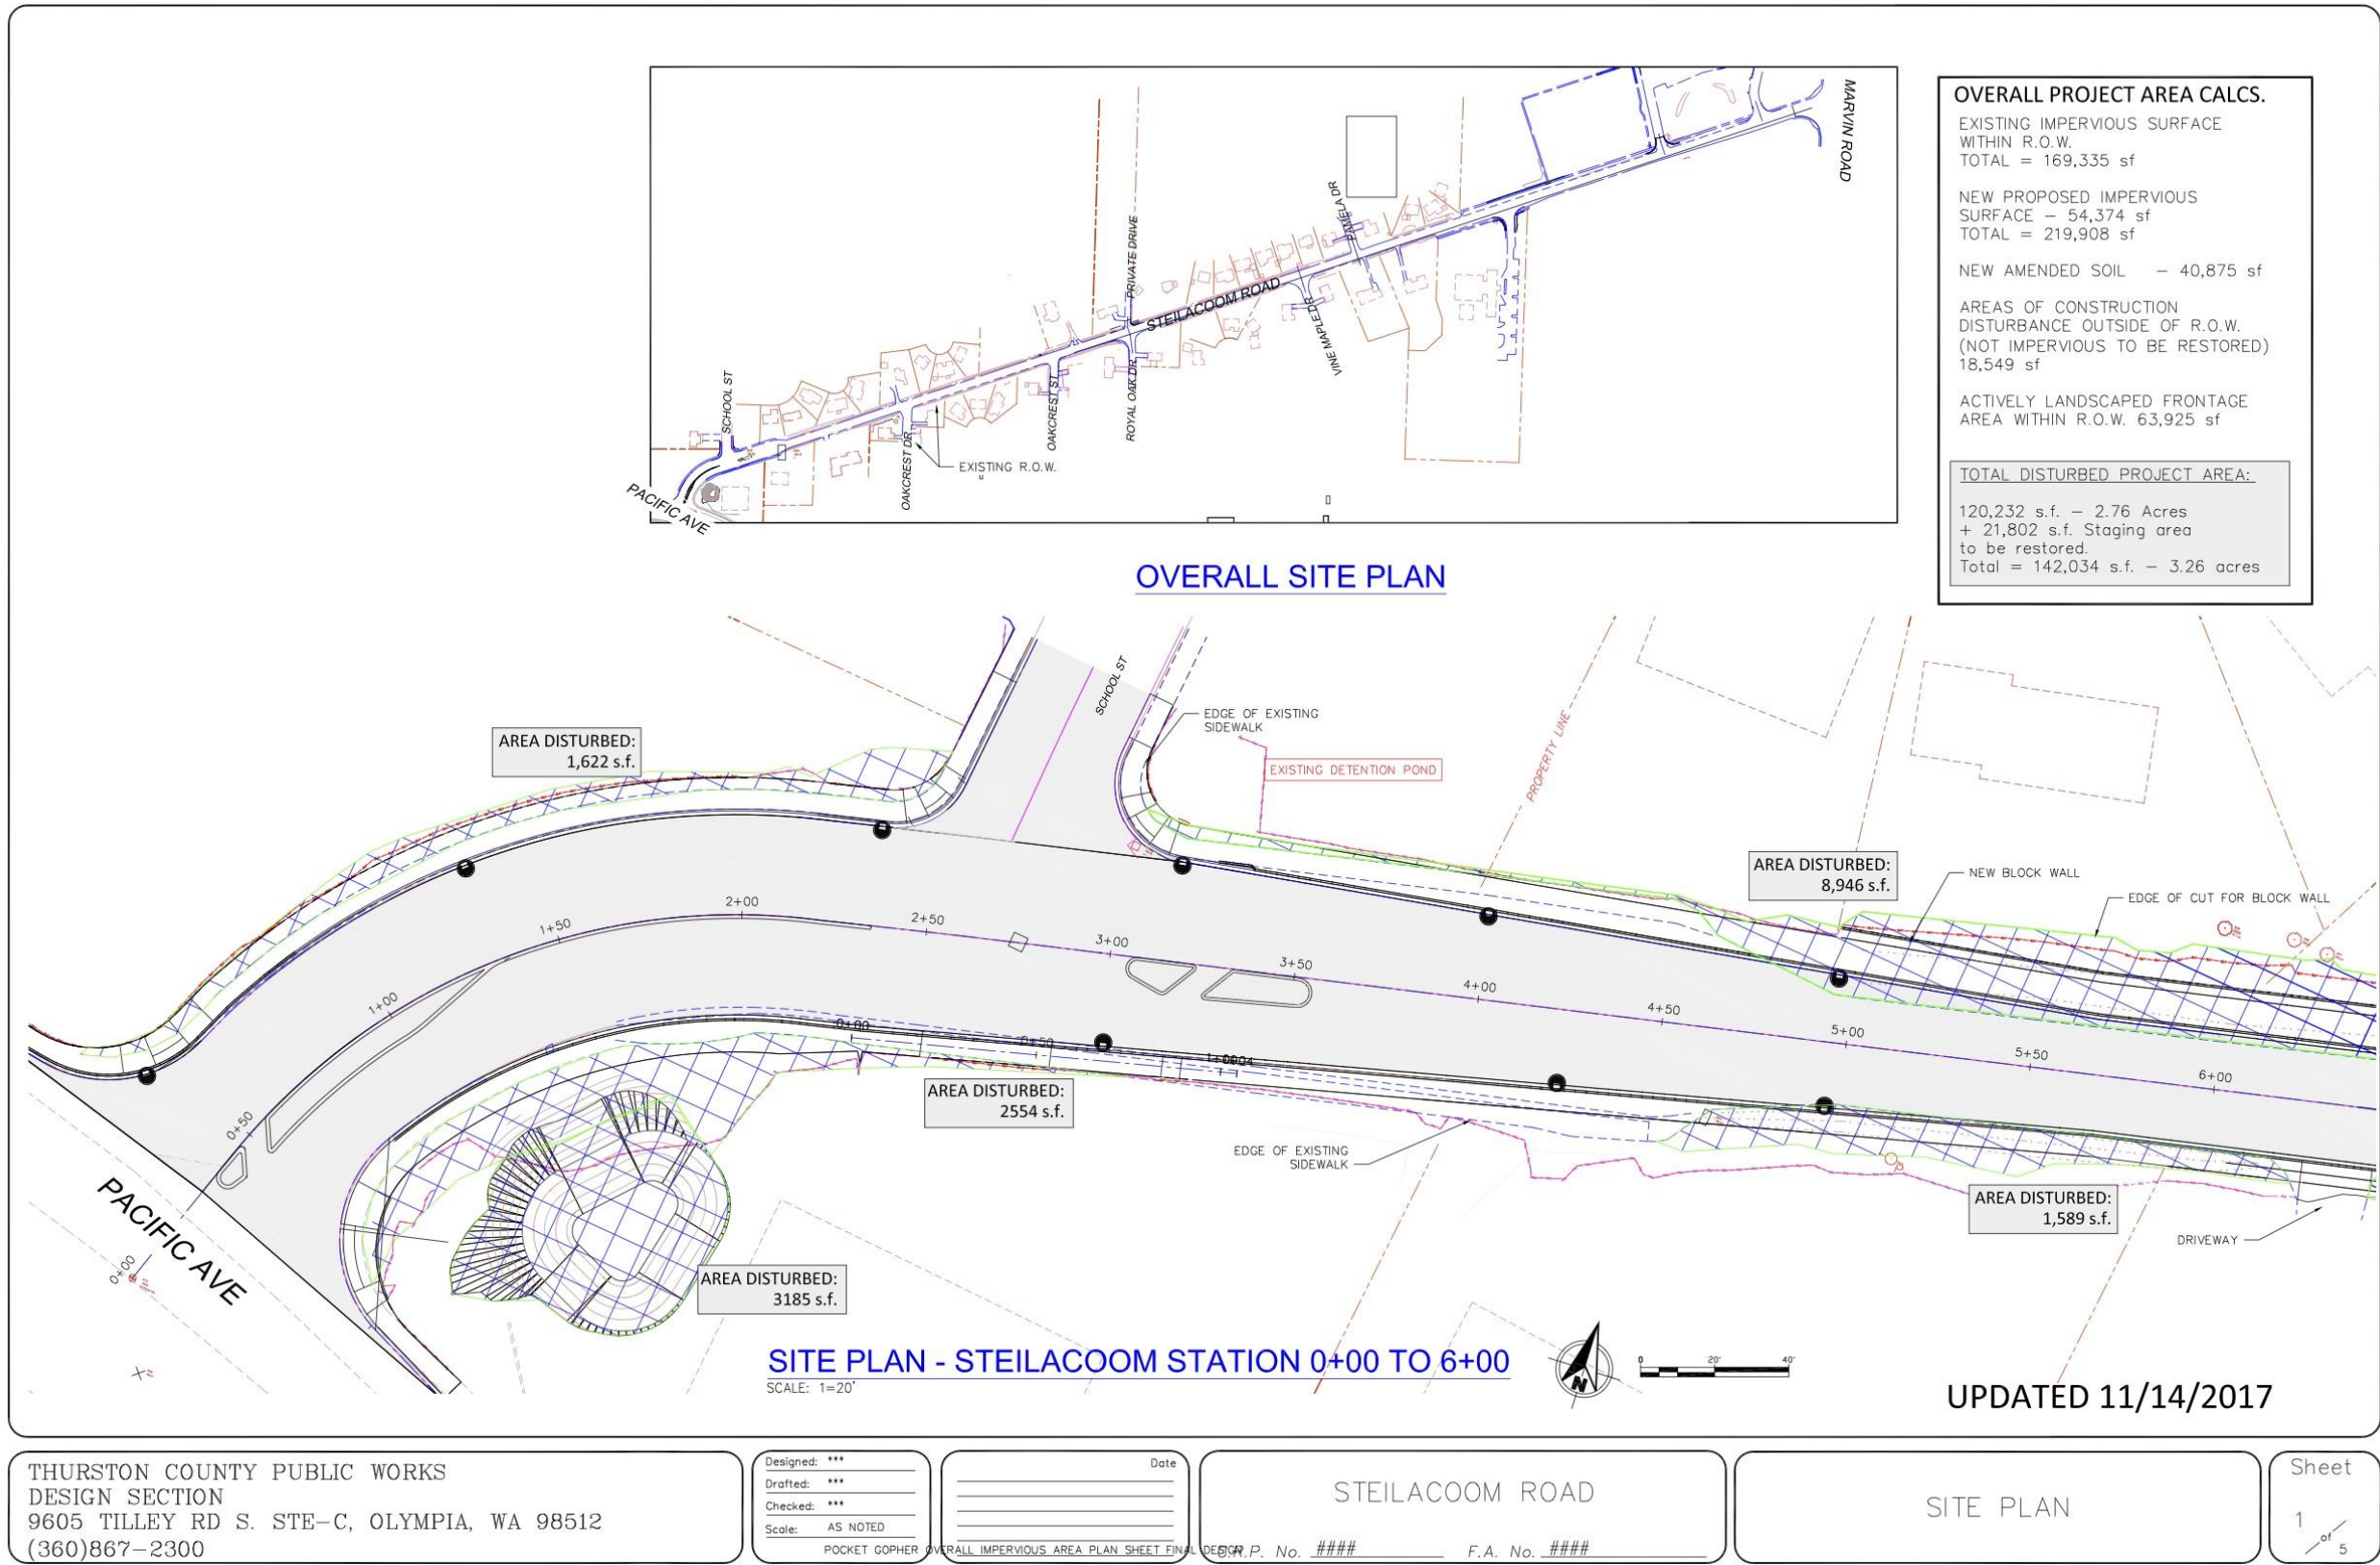 MARVIN ROAD
PRIVATE DRIVE
PAMELA DR
STEILACOOM ROAD
VINE MAPLE DR
SCHOOL ST
OAKCREST ST
ROYAL OAK DR
OAKCREST DR
EXISTING R.O.W.
PACIFIC AVE
OVERALL PROJECT AREA CALCS.
EXISTING IMPERVIOUS SURFACE
WITHIN R.O.W.
TOTAL = 169,335 sf
NEW PROPOSED IMPERVIOUS
SURFACE - 54,374 sf
TOTAL = 219,908 sf
NEW AMENDED SOIL - 40,875 sf
AREAS OF CONSTRUCTION
DISTURBANCE OUTSIDE OF R.O.W.
(NOT IMPERVIOUS TO BE RESTORED)
18,549 sf
ACTIVELY LANDSCAPED FRONTAGE
AREA WITHIN R.O.W. 63,925 sf
TOTAL DISTURBED PROJECT AREA:
120,232 s.f. - 2.76 Acres
+ 21,802 s.f. Staging area
to be restored.
Total = 142,034 s.f. - 3.26 acres
OVERALL SITE PLAN
SCHOOL ST
EDGE OF EXISTING
SIDEWALK
EXISTING DETENTION POND
PROPERTY LINE
AREA DISTURBED:
1,622 s.f.
AREA DISTURBED:
8,946 s.f.
NEW BLOCK WALL
EDGE OF CUT FOR BLOCK WALL
0+00
0+50
1+00
1+50
2+00
2+50
3+00
3+50
4+00
4+50
5+00
5+50
6+00
0+00
0+50
AREA DISTURBED:
2554 s.f.
EDGE OF EXISTING
SIDEWALK
AREA DISTURBED:
1,589 s.f.
DRIVEWAY
PACIFIC AVE
AREA DISTURBED:
3185 s.f.
SITE PLAN - STEILACOOM STATION 0+00 TO 6+00
SCALE: 1=20'
N
0 20' 40'
UPDATED 11/14/2017
THURSTON COUNTY PUBLIC WORKS
DESIGN SECTION
9605 TILLEY RD S. STE-C, OLYMPIA, WA 98512
(360)867-2300
Designed: ***
Drafted: ***
Checked: ***
Scale: AS NOTED
Date
POCKET GOPHER OVERALL IMPERVIOUS AREA PLAN SHEET FINAL DESIGN
STEILACOOM ROAD
C.R.P. No. ####
F.A. No. ####
SITE PLAN
Sheet
1
of
5